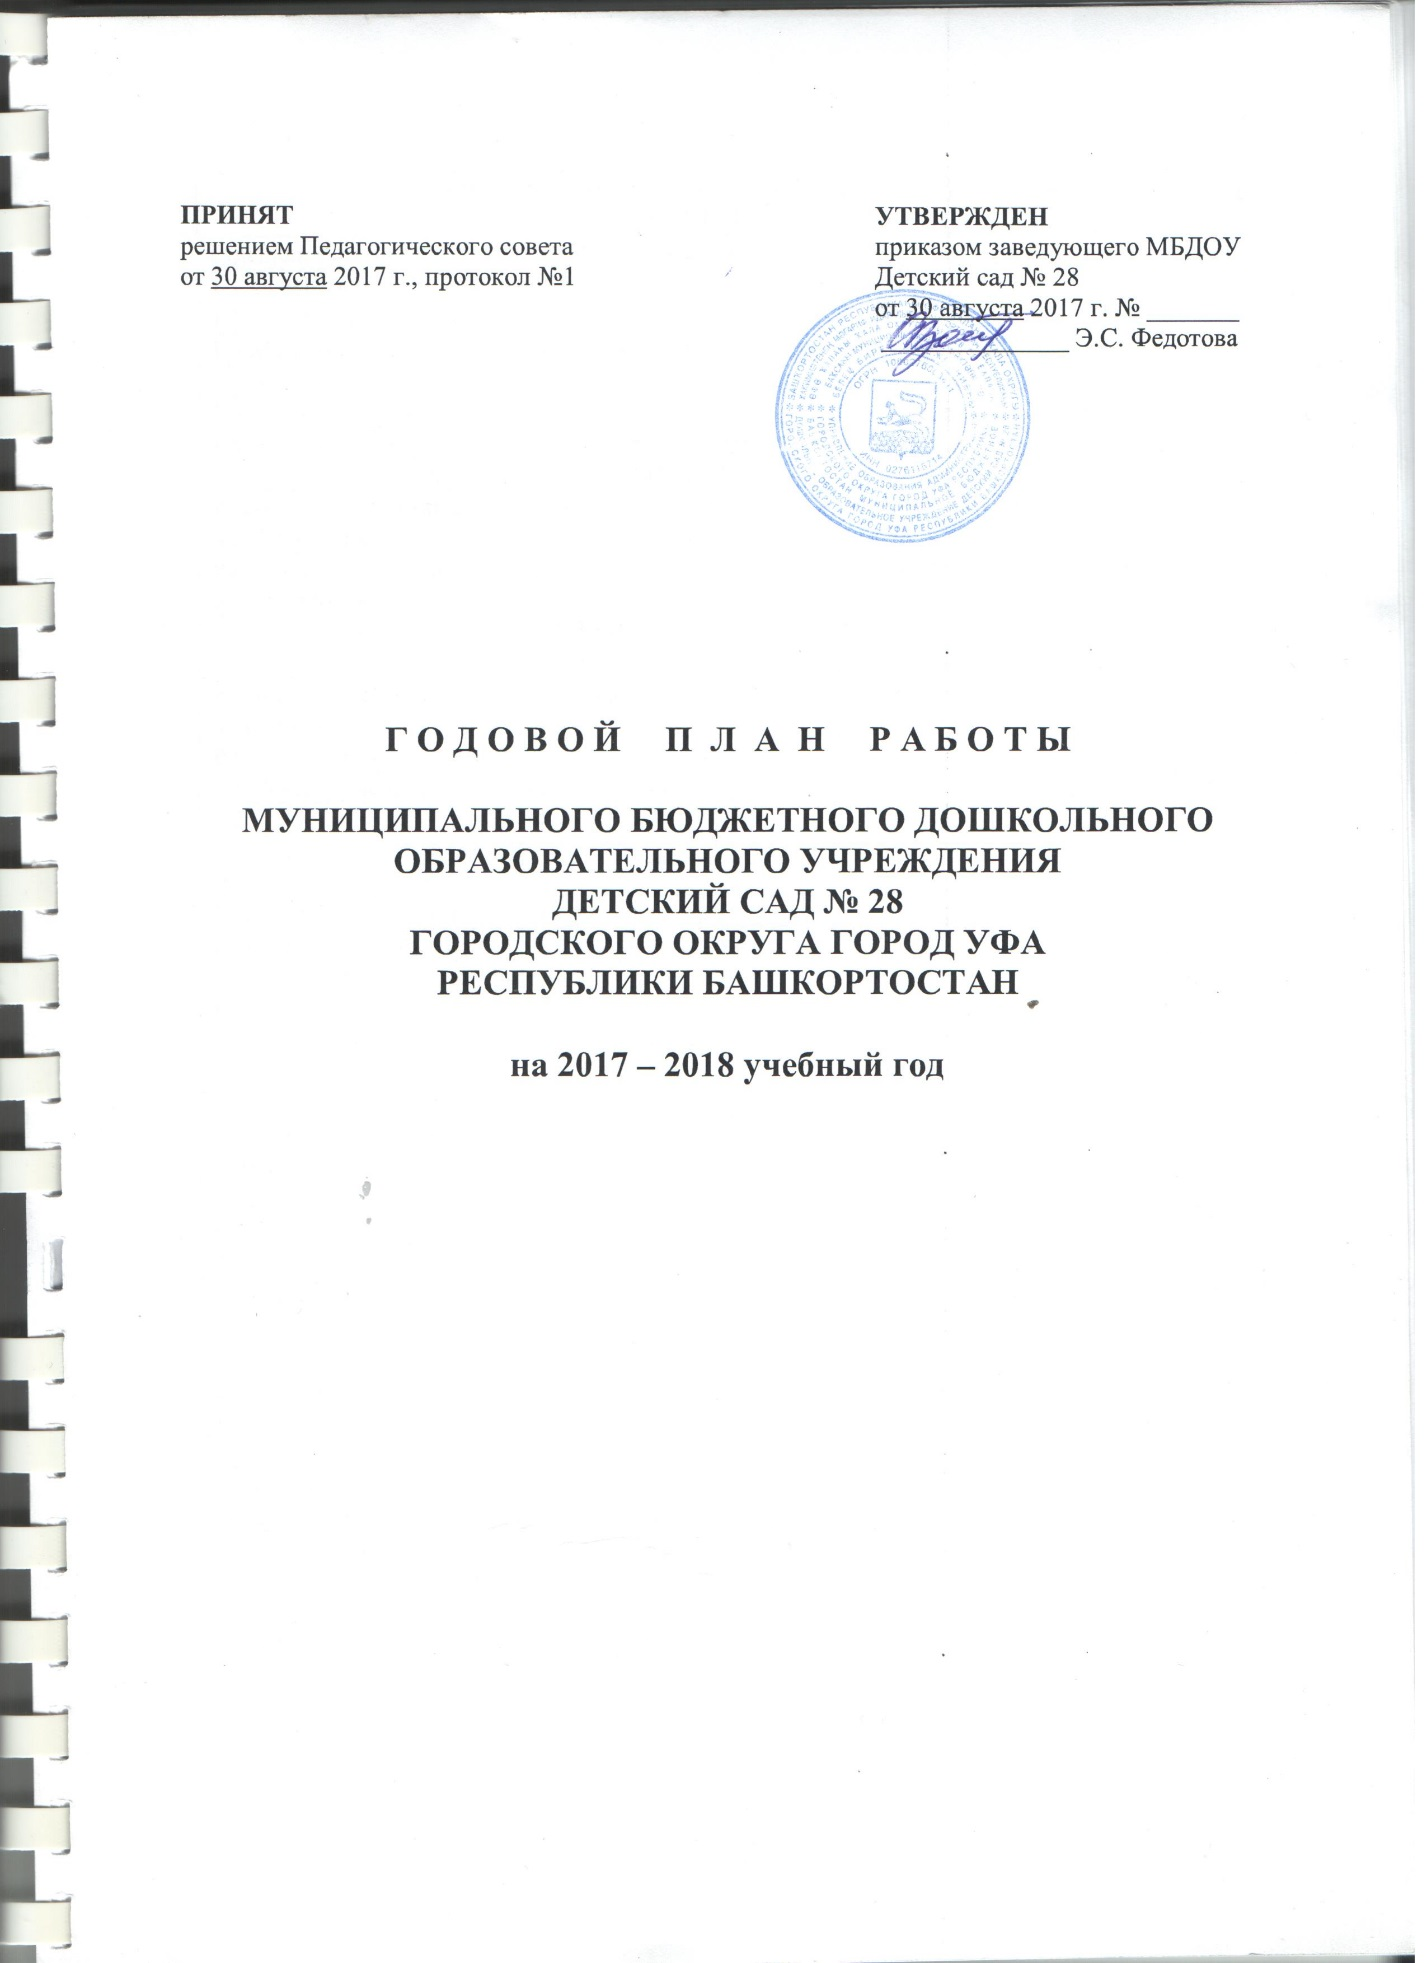 ПРИНЯТ
решением Педагогического совета
от 30 августа 2017 г., протокол №1
УТВЕРЖДЕН
приказом заведующего МБДОУ
Детский сад № 28
от 30 августа 2017 г. № _______
_______________ Э.С. Федотова
Г О Д О В О Й П Л А Н Р А Б О Т Ы
МУНИЦИПАЛЬНОГО БЮДЖЕТНОГО ДОШКОЛЬНОГО
ОБРАЗОВАТЕЛЬНОГО УЧРЕЖДЕНИЯ
ДЕТСКИЙ САД № 28
ГОРОДСКОГО ОКРУГА ГОРОД УФА
РЕСПУБЛИКИ БАШКОРТОСТАН
на 2017 – 2018 учебный год